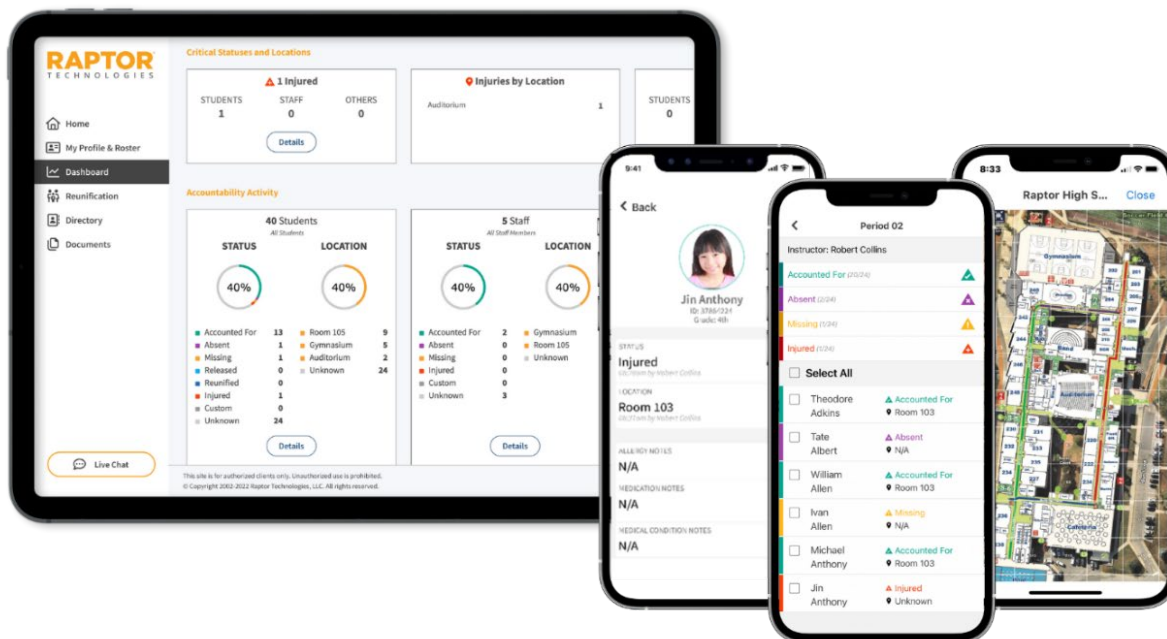 RAPTOR
TECHNOLOGIES
Home
My Profile & Roster
Dashboard
Reunification
Directory
Documents
Live Chat
Critical Statuses and Locations
1 Injured
STUDENTS STAFF OTHERS
1 0 0
Details
Injuries by Location
Auditorium 1
STUDENTS
0
Accountability Activity
40 Students
All Students
STATUS LOCATION
40% 40%
Accounted For 13
Absent 1
Missing 1
Released 0
Reunified 0
Injured 1
Custom 0
Unknown 24
Room 105 9
Gymnasium 5
Auditorium 2
Unknown 24
Details
5 Staff
All Staff Members
STATUS LOCATION
40% 40%
Accounted For 2
Absent 0
Missing 0
Injured 0
Custom 0
Unknown 3
Gymnasium
Room 105
Unknown
Details
This site is for authorized clients only. Unauthorized use is prohibited.
© Copyright 2002-2022 Raptor Technologies, LLC. All rights reserved.
9:41
Back
Jin Anthony
Grade: 4th
STATUS
Injured
LOCATION
Room 103
ALLERGY NOTES
N/A
MEDICATION NOTES
N/A
MEDICAL CONDITION NOTES
N/A
Period 02
Instructor: Robert Collins
Accounted For (20/24)
Absent (2/24)
Missing (1/24)
Injured (1/24)
Select All
Theodore Accounted For
Adkins Room 103
Tate Absent
Albert N/A
William Accounted For
Allen Room 103
Ivan Missing
Allen N/A
Michael Accounted For
Anthony Room 103
Jin Injured
Anthony Unknown
8:33
Raptor High S... Close
Gymnasium
Band
Auditorium
Cafeteria